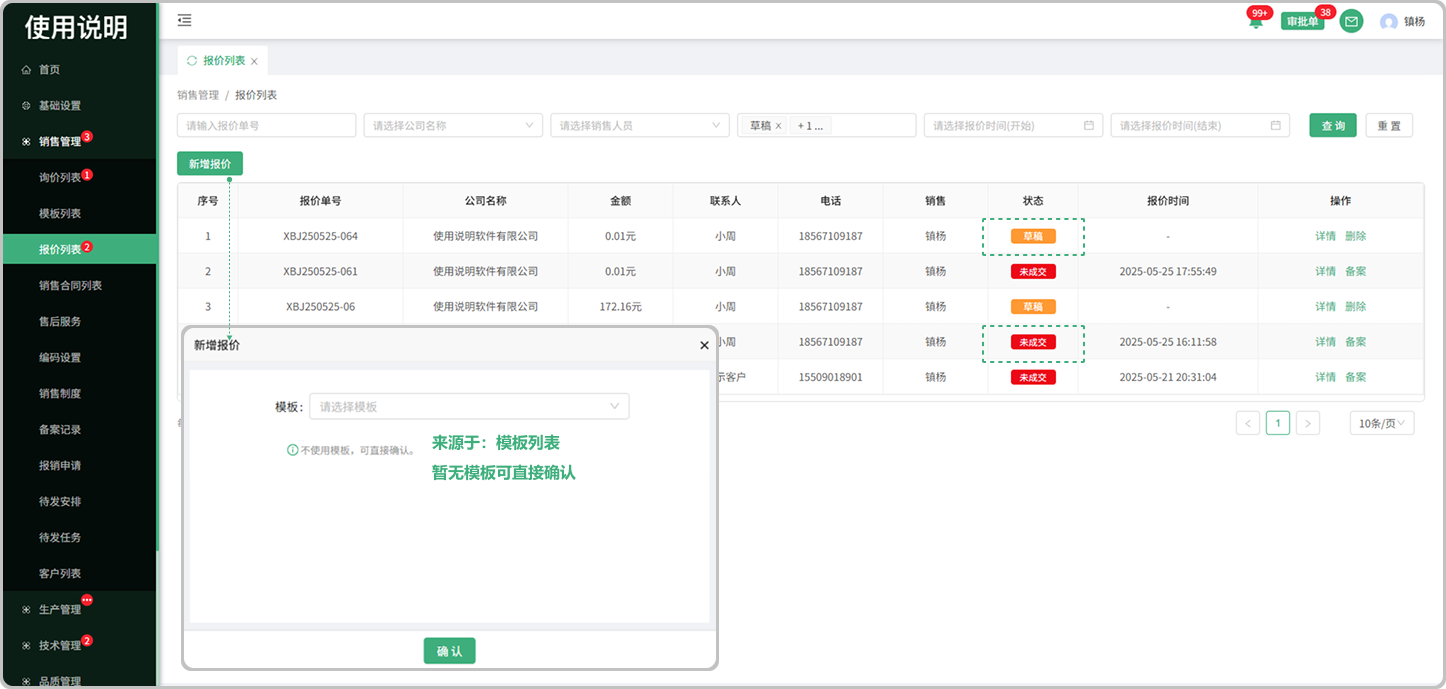 使用说明
首页
基础设置
销售管理 3
询价列表 1
模板列表
报价列表 2
销售合同列表
售后服务
编码设置
销售制度
备案记录
报销申请
待发安排
待发任务
客户列表
生产管理
技术管理 2
品质管理
99+ 审批单 38 镇杨
报价列表
销售管理 / 报价列表
请输入报价单号 请选择公司名称 请选择销售人员 草稿 + 1 ... 请选择报价时间(开始) 请选择报价时间(结束) 查 询 重 置
新增报价
序号 报价单号 公司名称 金额 联系人 电话 销售 状态 报价时间 操作
1 XBJ250525-064 使用说明软件有限公司 0.01元 小周 18567109187 镇杨 草稿 - 详情 删除
2 XBJ250525-061 使用说明软件有限公司 0.01元 小周 18567109187 镇杨 未成交 2025-05-25 17:55:49 详情 备案
3 XBJ250525-06 使用说明软件有限公司 172.16元 小周 18567109187 镇杨 草稿 - 详情 删除
小周 18567109187 镇杨 未成交 2025-05-25 16:11:58 详情 备案
示客户 15509018901 镇杨 未成交 2025-05-21 20:31:04 详情 备案
1 10条/页
新增报价
模板： 请选择模板
不使用模板，可直接确认。
来源于：模板列表
暂无模板可直接确认
确 认